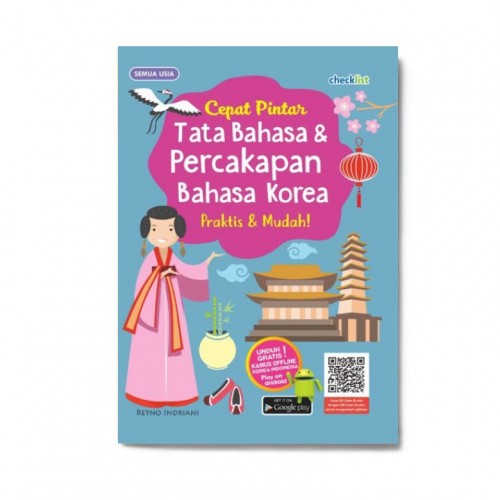 SEMUA USIA
checklist
Cepat Pintar
Tata Bahasa &
Percakapan
Bahasa Korea
Praktis & Mudah!
UNDUH
GRATIS!
KAMUS OFFLINE
KOREA-INDONESIA
Play on
android
GET IT ON
Google play
RETNO INDRIANI